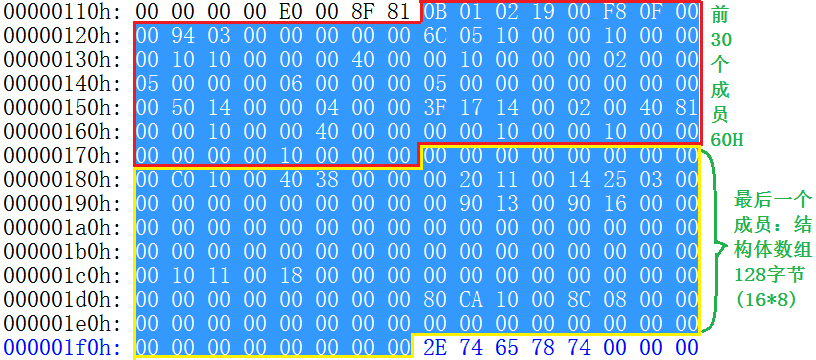 00000110h: 00 00 00 00 E0 00 8F 81 0B 01 02 19 00 F8 0F 00
00000120h: 00 94 03 00 00 00 00 00 6C 05 10 00 00 10 00 00
00000130h: 00 10 10 00 00 00 40 00 00 10 00 00 00 02 00 00
00000140h: 05 00 00 00 06 00 00 00 05 00 00 00 00 00 00 00
00000150h: 00 50 14 00 00 04 00 00 3F 17 14 00 02 00 40 81
00000160h: 00 00 10 00 00 40 00 00 00 00 10 00 00 10 00 00
00000170h: 00 00 00 00 10 00 00 00 00 00 00 00 00 00 00 00
00000180h: 00 C0 10 00 40 38 00 00 00 20 11 00 14 25 03 00
00000190h: 00 00 00 00 00 00 00 00 00 90 13 00 90 16 00 00
000001a0h: 00 00 00 00 00 00 00 00 00 00 00 00 00 00 00 00
000001b0h: 00 00 00 00 00 00 00 00 00 00 00 00 00 00 00 00
000001c0h: 00 10 11 00 18 00 00 00 00 00 00 00 00 00 00 00
000001d0h: 00 00 00 00 00 00 00 00 80 CA 10 00 8C 08 00 00
000001e0h: 00 00 00 00 00 00 00 00 00 00 00 00 00 00 00 00
000001f0h: 00 00 00 00 00 00 00 00 2E 74 65 78 74 00 00 00
前
30
个
成
员
60H
最后一个
成员：结
构体数组
128字节
(16*8)